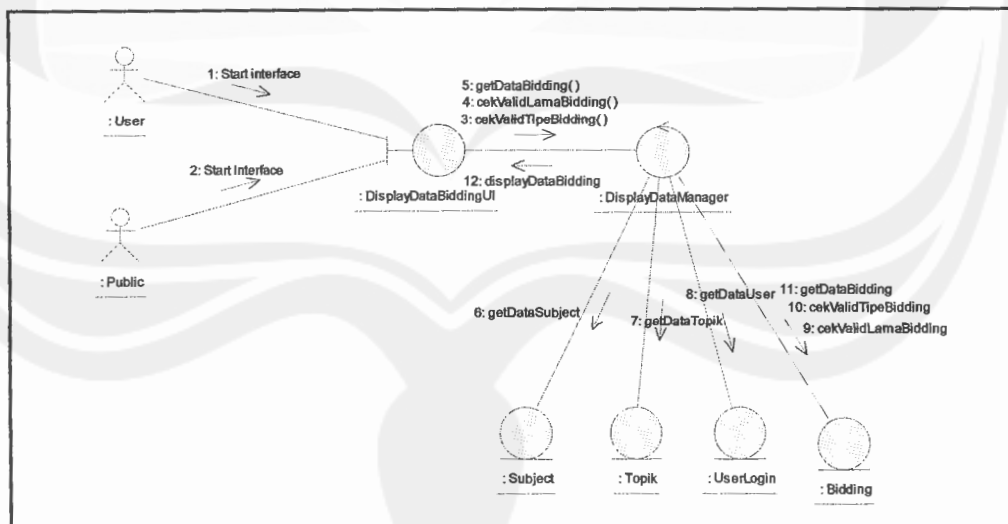 1: Start interface
: User
2: Start Interface
: Public
5: getDataBidding()
4: cekValidLamaBidding()
3: cekValidTipeBidding()
12: displayDataBidding
: DisplayDataBiddingUI
: DisplayDataManager
6: getDataSubject
7: getDataTopik
8: getDataUser
11: getDataBidding
10: cekValidTipeBidding
9: cekValidLamaBidding
: Subject
: Topik
: UserLogin
: Bidding